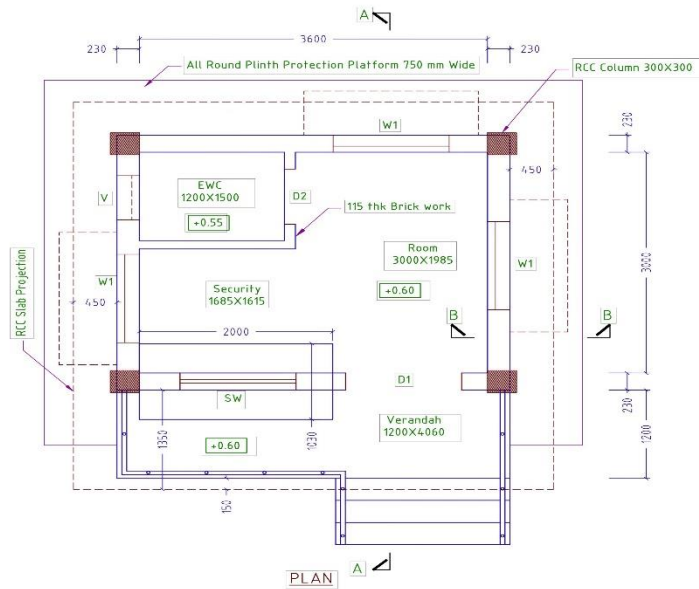 A
3600
230
230
All Round Plinth Protection Platform 750 mm Wide
RCC Column 300X300
W1
230
450
EWC
1200X1500
V
D2
+0.55
115 thk Brick work
Room
3000X1985
W1
W1
3000
RCC Slab Projection
450
Security
1685X1615
+0.60
2000
B
B
D1
SW
230
Verandah
1200X4060
1350
+0.60
1030
1200
150
A
PLAN